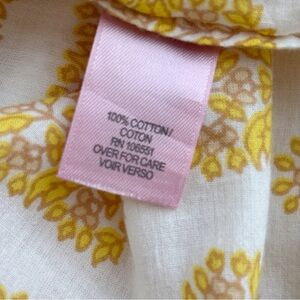 100% COTTON/
COTON
RN 106551
OVER FOR CARE
VOIR VERSO